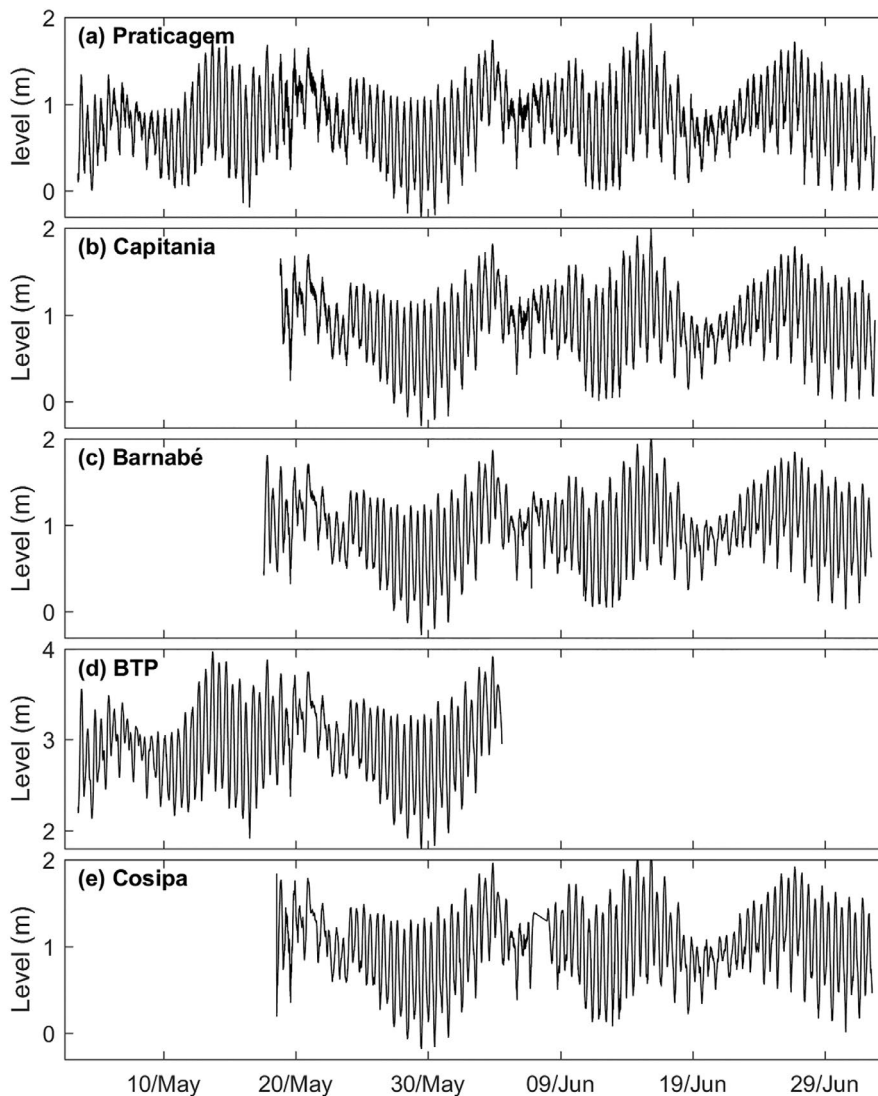 (a) Praticagem
level (m)
2
1
0
(b) Capitania
Level (m)
2
1
0
(c) Barnabé
Level (m)
2
1
0
(d) BTP
Level (m)
4
3
2
(e) Cosipa
Level (m)
2
1
0
10/May 20/May 30/May 09/Jun 19/Jun 29/Jun